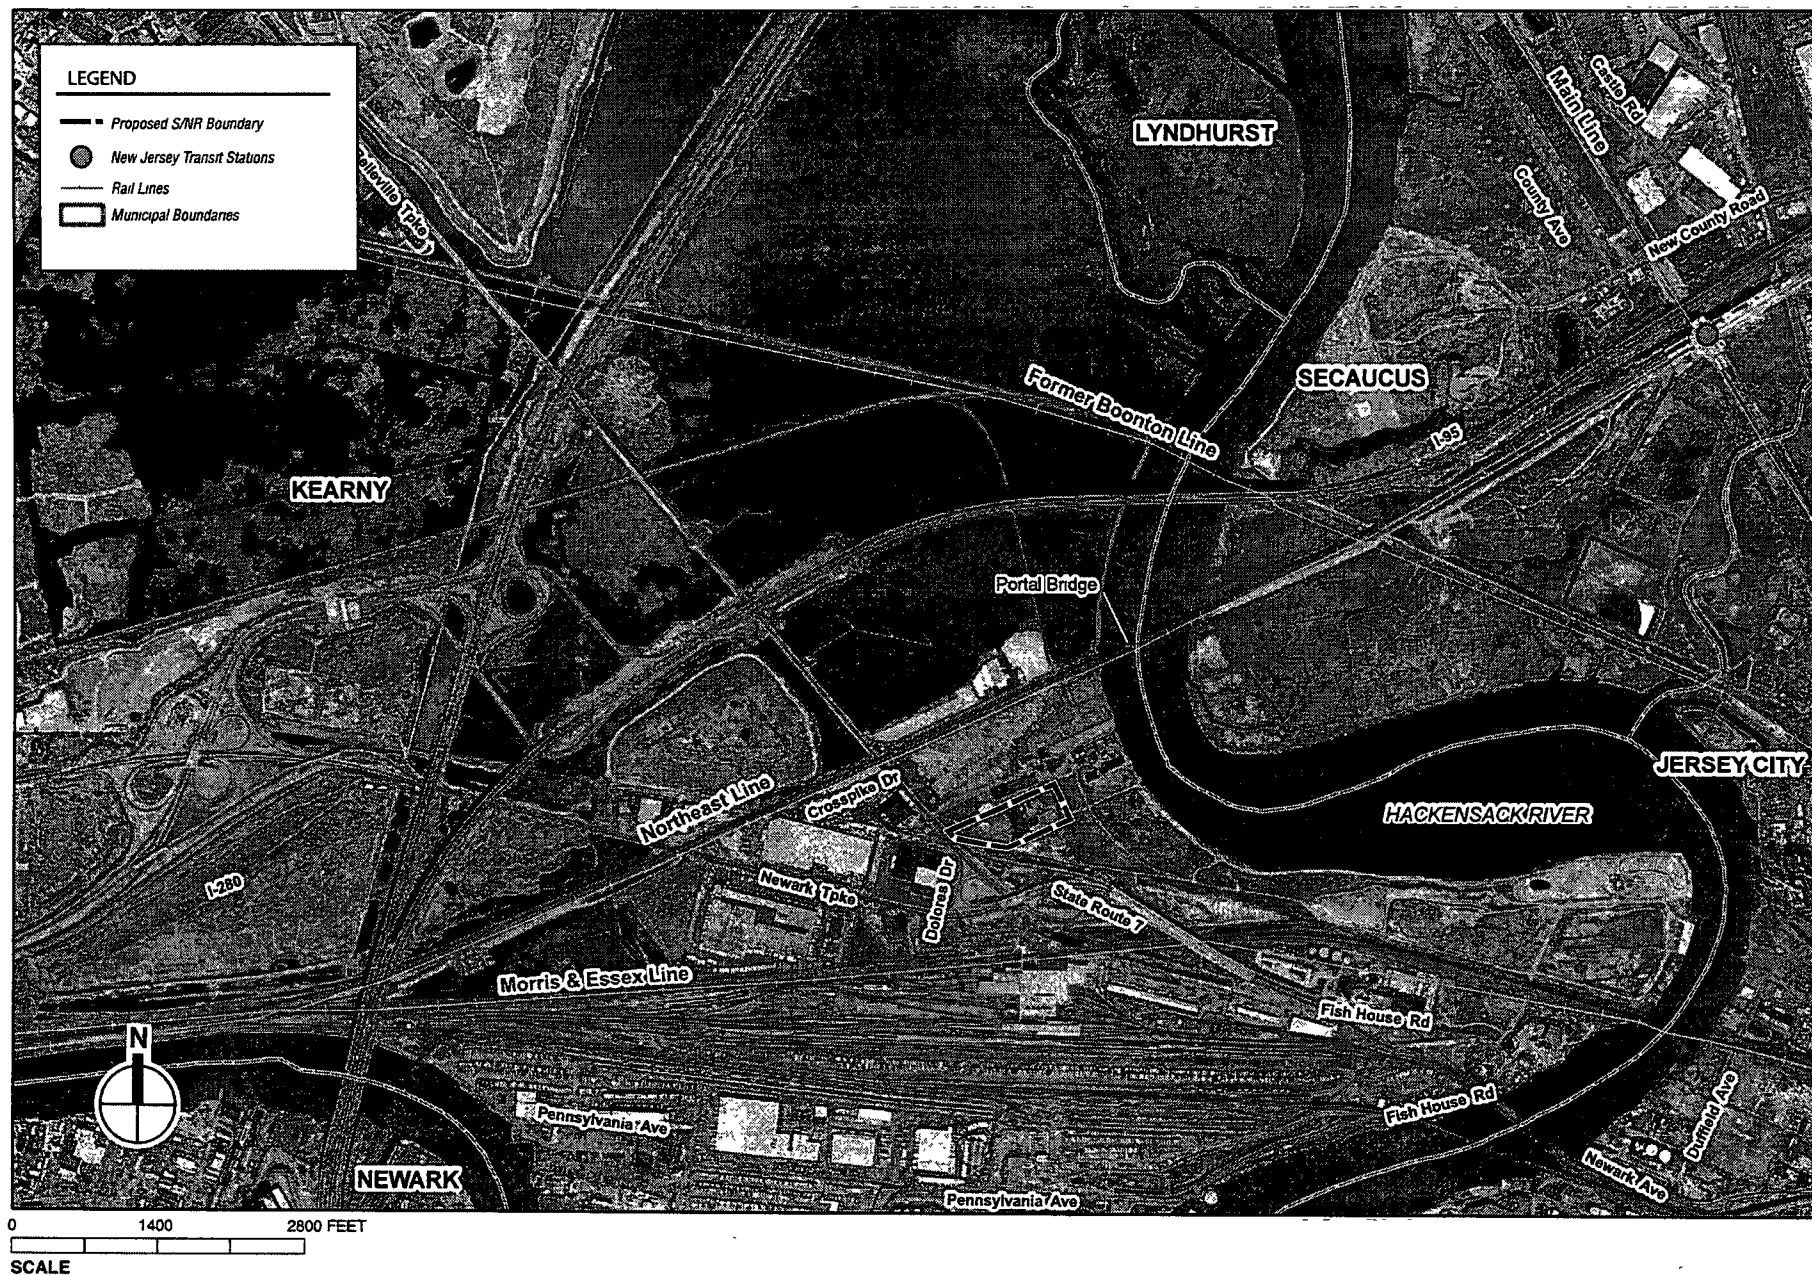 LEGEND
Proposed S/NR Boundary
New Jersey Transit Stations
Rail Lines
Municipal Boundaries
elleville Tpke
LYNDHURST
Main Line
Castle Rd
County Ave
New County Road
SECAUCUS
Former Boonton Line
I-95
KEARNY
Portal Bridge
JERSEY CITY
HACKENSACK RIVER
Northeast Line
Crosspike Dr
Newark Tpke
Dolores Dr
State Route 7
I-280
Morris & Essex Line
Fish House Rd
N
Fish House Rd
Duffield Ave
Pennsylvania Ave
NEWARK
Newark Ave
Pennsylvania Ave
0 1400 2800 FEET
SCALE